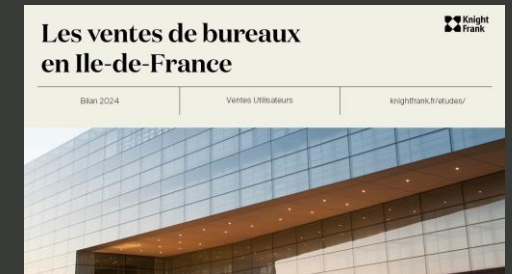 Les ventes de bureaux
en Ile-de-France
Knight
Frank
Bilan 2024
Ventes Utilisateurs
knightfrank.fr/etudes/